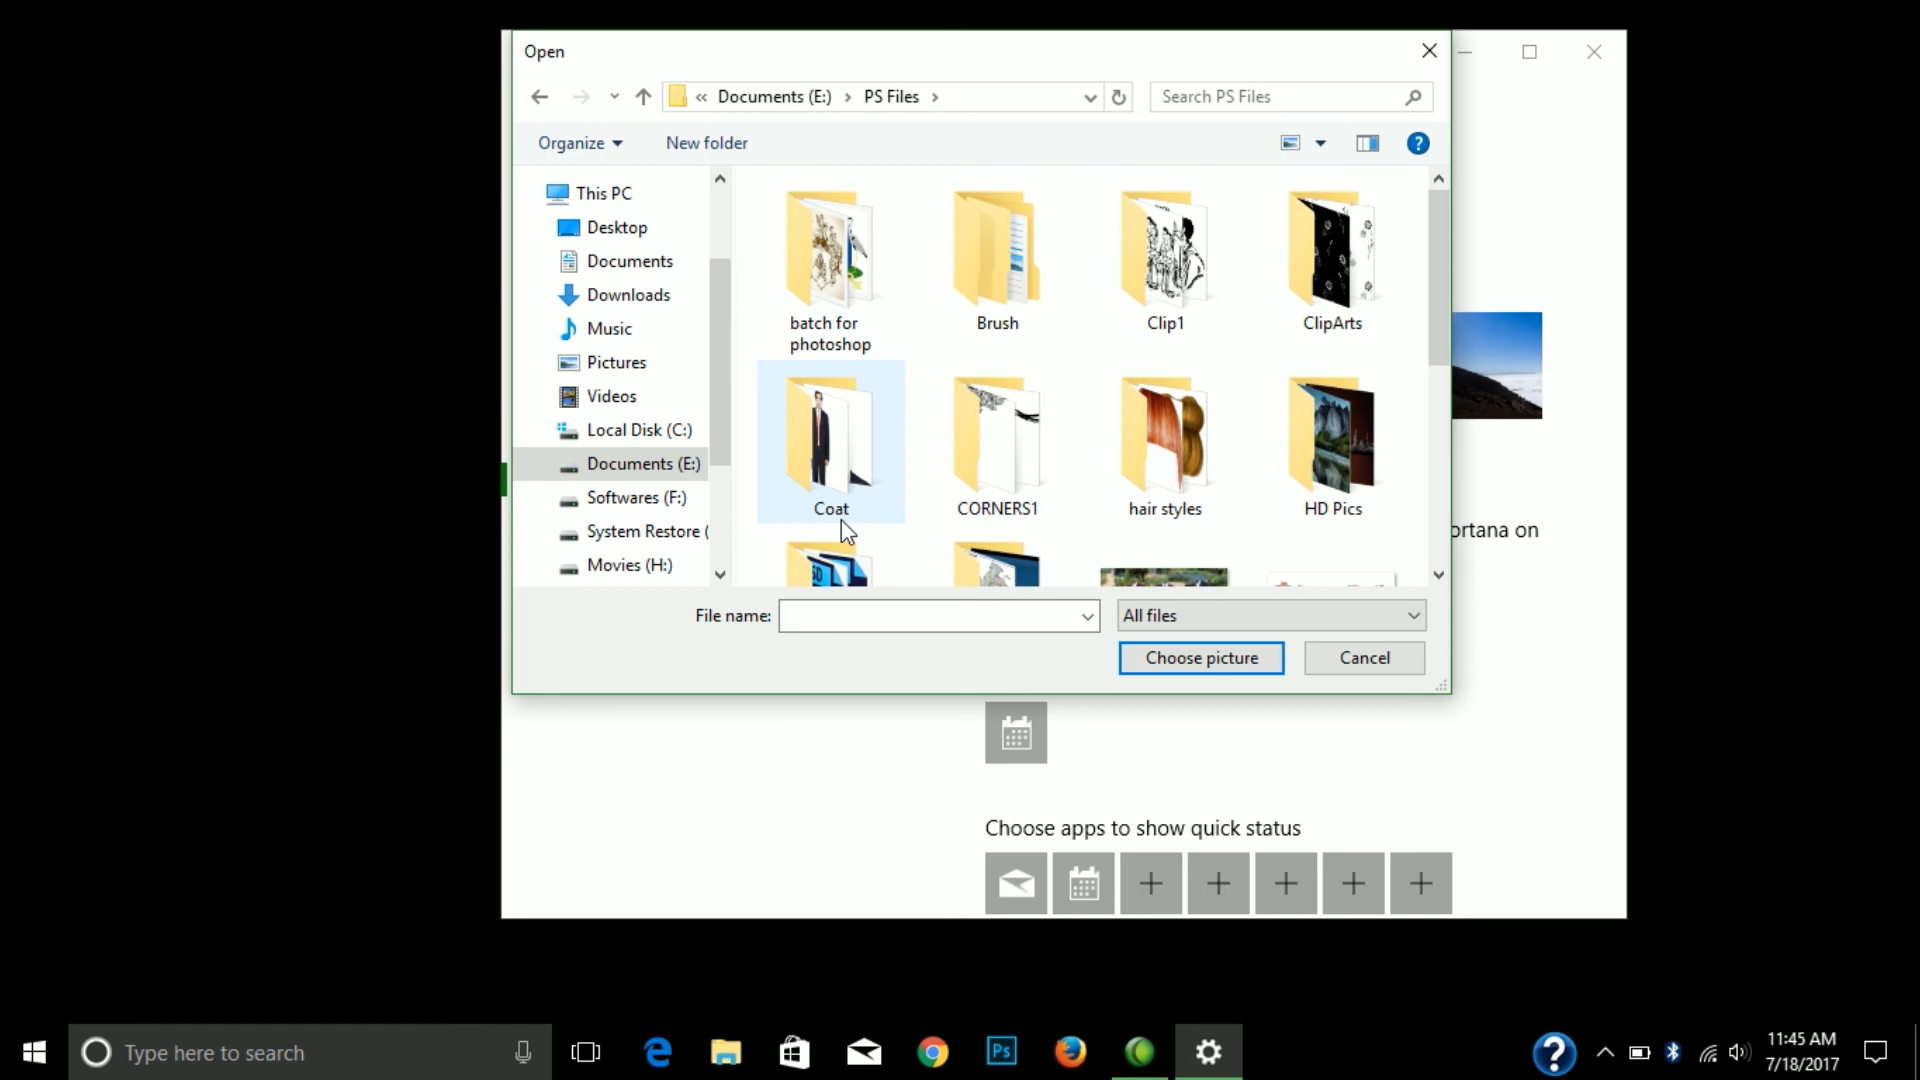 Open
« Documents (E:) › PS Files ›
Search PS Files
Organize
New folder
This PC
Desktop
Documents
Downloads
Music
Pictures
Videos
Local Disk (C:)
Documents (E:)
Softwares (F:)
System Restore (
Movies (H:)
batch for
photoshop
Brush
Clip1
ClipArts
Coat
CORNERS1
hair styles
HD Pics
File name:
All files
Choose picture
Cancel
ortana on
Choose apps to show quick status
Type here to search
Ps
11:45 AM
7/18/2017